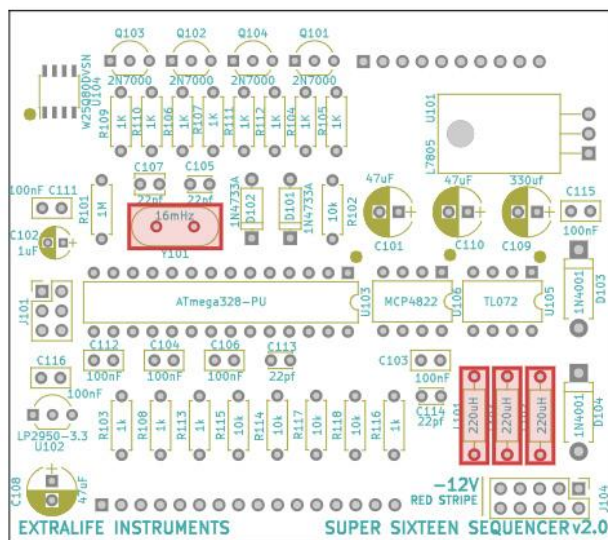 Q103 Q102 Q104 Q101
2N7000 2N7000 2N7000 2N7000
W25Q80DVSN
U104
R109 1K R110 1K R106 1K R107 1K R111 1K R112 1K R104 1K R105 1K
U101
L7805
C107 C105
22pf 22pf
47uF 47uF 330uf C115
100nF C111
R101 1M
16mHz
Y101
1N4733A D102 D101 1N4733A
10k R102
C101 C110 C109 100nF
C102
1uF
J101
ATmega328-PU U103 MCP4822 U106 TL072 U105
1N4001 D103
C112 C104 C106 C113 C103
100nF 100nF 100nF 22pf 100nF
C116
100nF
C114
22pf
220uH 220uH 220uH
1N4001 D104
LP2950-3.3
U102
R103 1k R108 1k R113 1k R115 10k R114 10k R117 10k R118 10k R116 1k
C108 47uF
-12V
RED STRIPE
J104
EXTRALIFE INSTRUMENTS SUPER SIXTEEN SEQUENCER v2.0